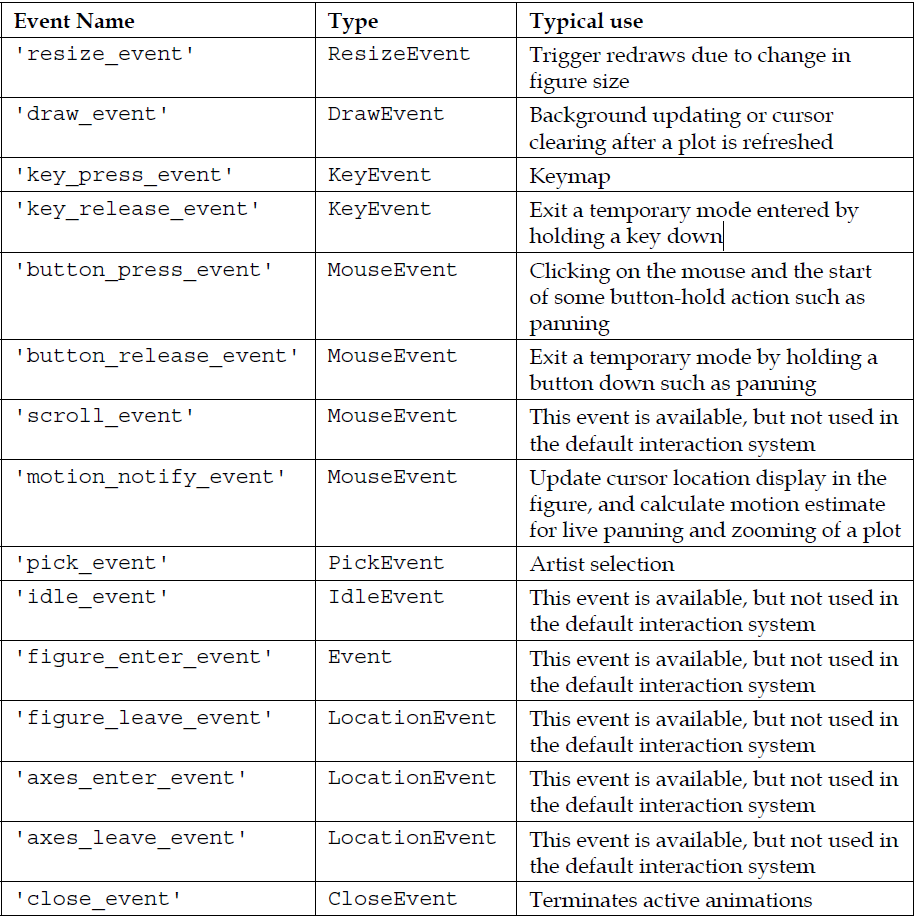 Event Name Type Typical use
'resize_event' ResizeEvent Trigger redraws due to change in
figure size
'draw_event' DrawEvent Background updating or cursor
clearing after a plot is refreshed
'key_press_event' KeyEvent Keymap
'key_release_event' KeyEvent Exit a temporary mode entered by
holding a key down
'button_press_event' MouseEvent Clicking on the mouse and the start
of some button-hold action such as
panning
'button_release_event' MouseEvent Exit a temporary mode by holding a
button down such as panning
'scroll_event' MouseEvent This event is available, but not used in
the default interaction system
'motion_notify_event' MouseEvent Update cursor location display in the
figure, and calculate motion estimate
for live panning and zooming of a plot
'pick_event' PickEvent Artist selection
'idle_event' IdleEvent This event is available, but not used in
the default interaction system
'figure_enter_event' Event This event is available, but not used in
the default interaction system
'figure_leave_event' LocationEvent This event is available, but not used in
the default interaction system
'axes_enter_event' LocationEvent This event is available, but not used in
the default interaction system
'axes_leave_event' LocationEvent This event is available, but not used in
the default interaction system
'close_event' CloseEvent Terminates active animations